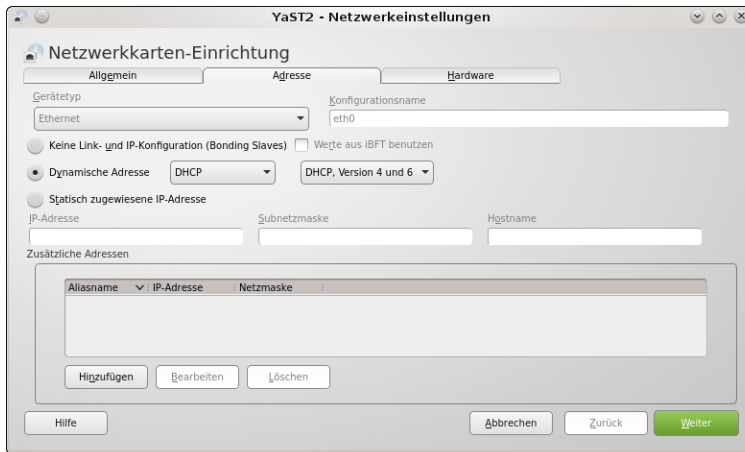 YaST2 - Netzwerkeinstellungen
Netzwerkkarten-Einrichtung
Allgemein Adresse Hardware
Gerätetyp Konfigurationsname
Ethernet eth0
Keine Link- und IP-Konfiguration (Bonding Slaves) Werte aus iBFT benutzen
Dynamische Adresse DHCP DHCP, Version 4 und 6
Statisch zugewiesene IP-Adresse
IP-Adresse Subnetzmaske Hostname
Zusätzliche Adressen
Aliasname IP-Adresse Netzmaske
Hinzufügen Bearbeiten Löschen
Hilfe Abbrechen Zurück Weiter